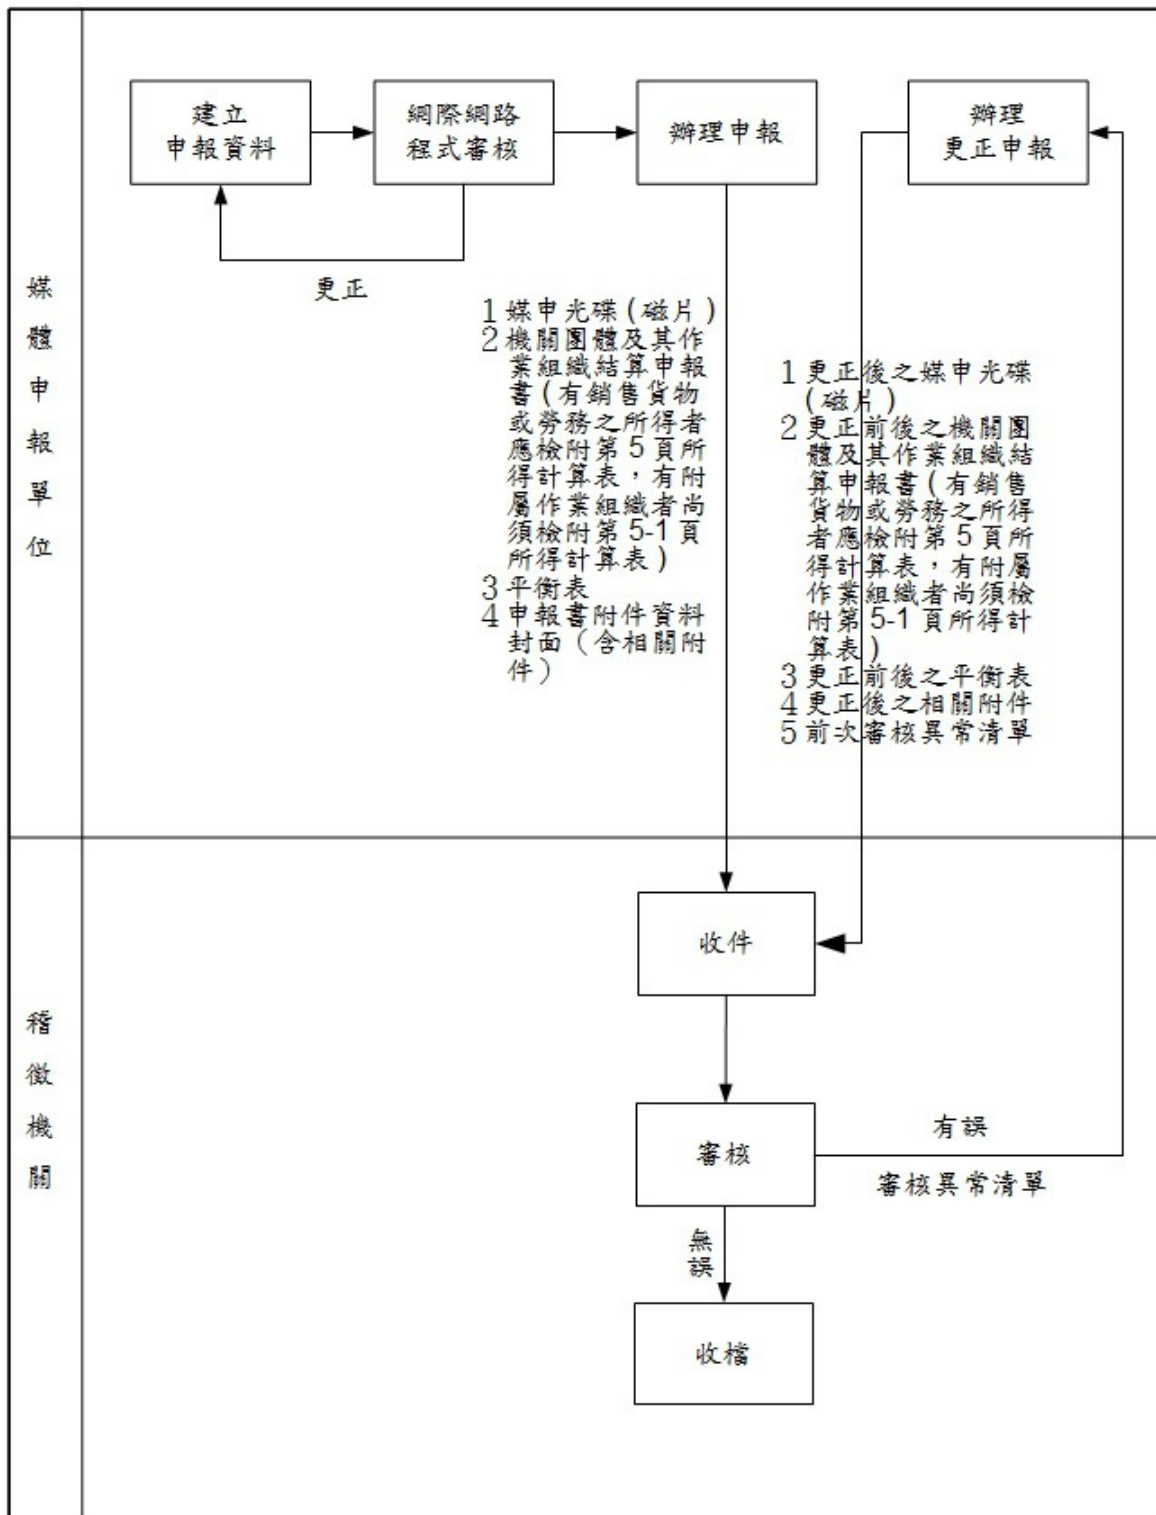 媒體申報單位
建立
申報資料
網際網路
程式審核
辦理申報
辦理
更正申報
更正
1 媒申光碟(磁片)
2 機關團體及其作
業組織結算申報
書(有銷售貨物
或勞務之所得者
應檢附第5頁所
得計算表，有附
屬作業組織者尚
須檢附第5-1頁
所得計算表)
3 平衡表
4 申報書附件資料
封面（含相關附
件）
1 更正後之媒申光碟
(磁片)
2 更正前後之機關團
體及其作業組織結
算申報書(有銷售
貨物或勞務之所得
者應檢附第5頁所
得計算表，有附屬
作業組織者尚須檢
附第5-1頁所得計
算表)
3 更正前後之平衡表
4 更正後之相關附件
5 前次審核異常清單
稽徵機關
收件
審核
有誤
審核異常清單
無誤
收檔